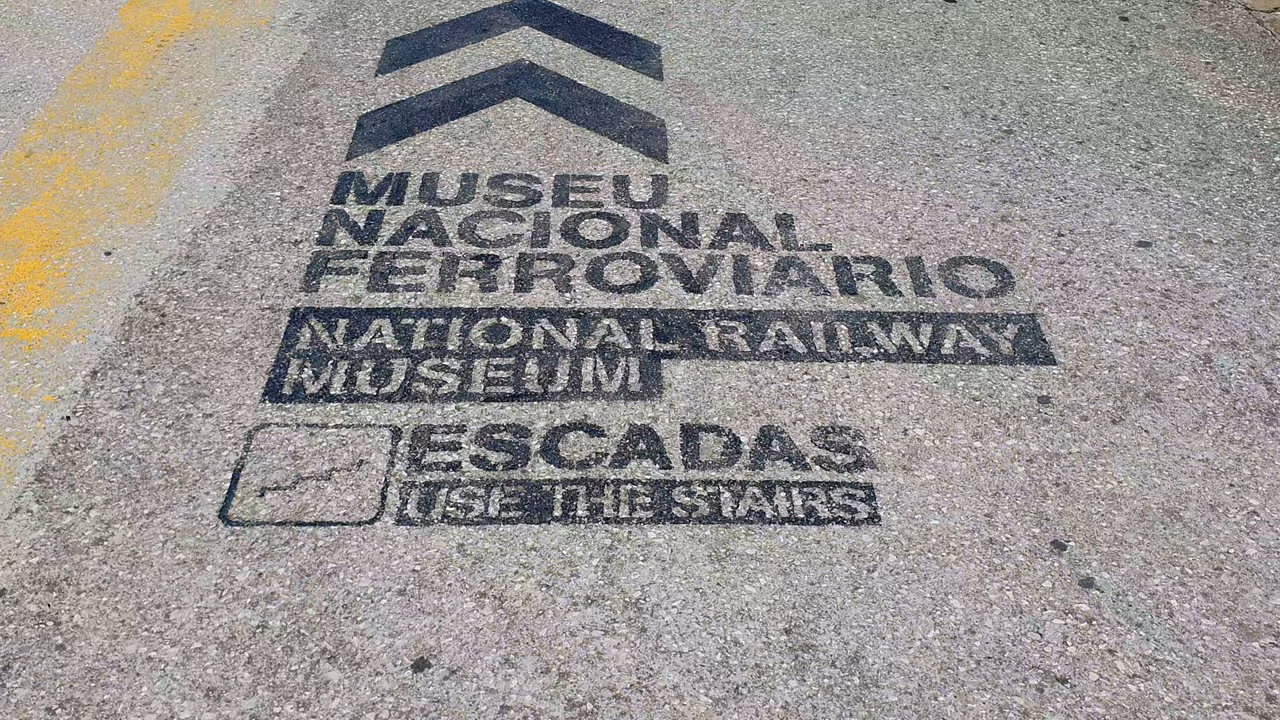 MUSEU
NACIONAL
FERROVIARIO
NATIONAL RAILWAY
MUSEUM
ESCADAS
USE THE STAIRS